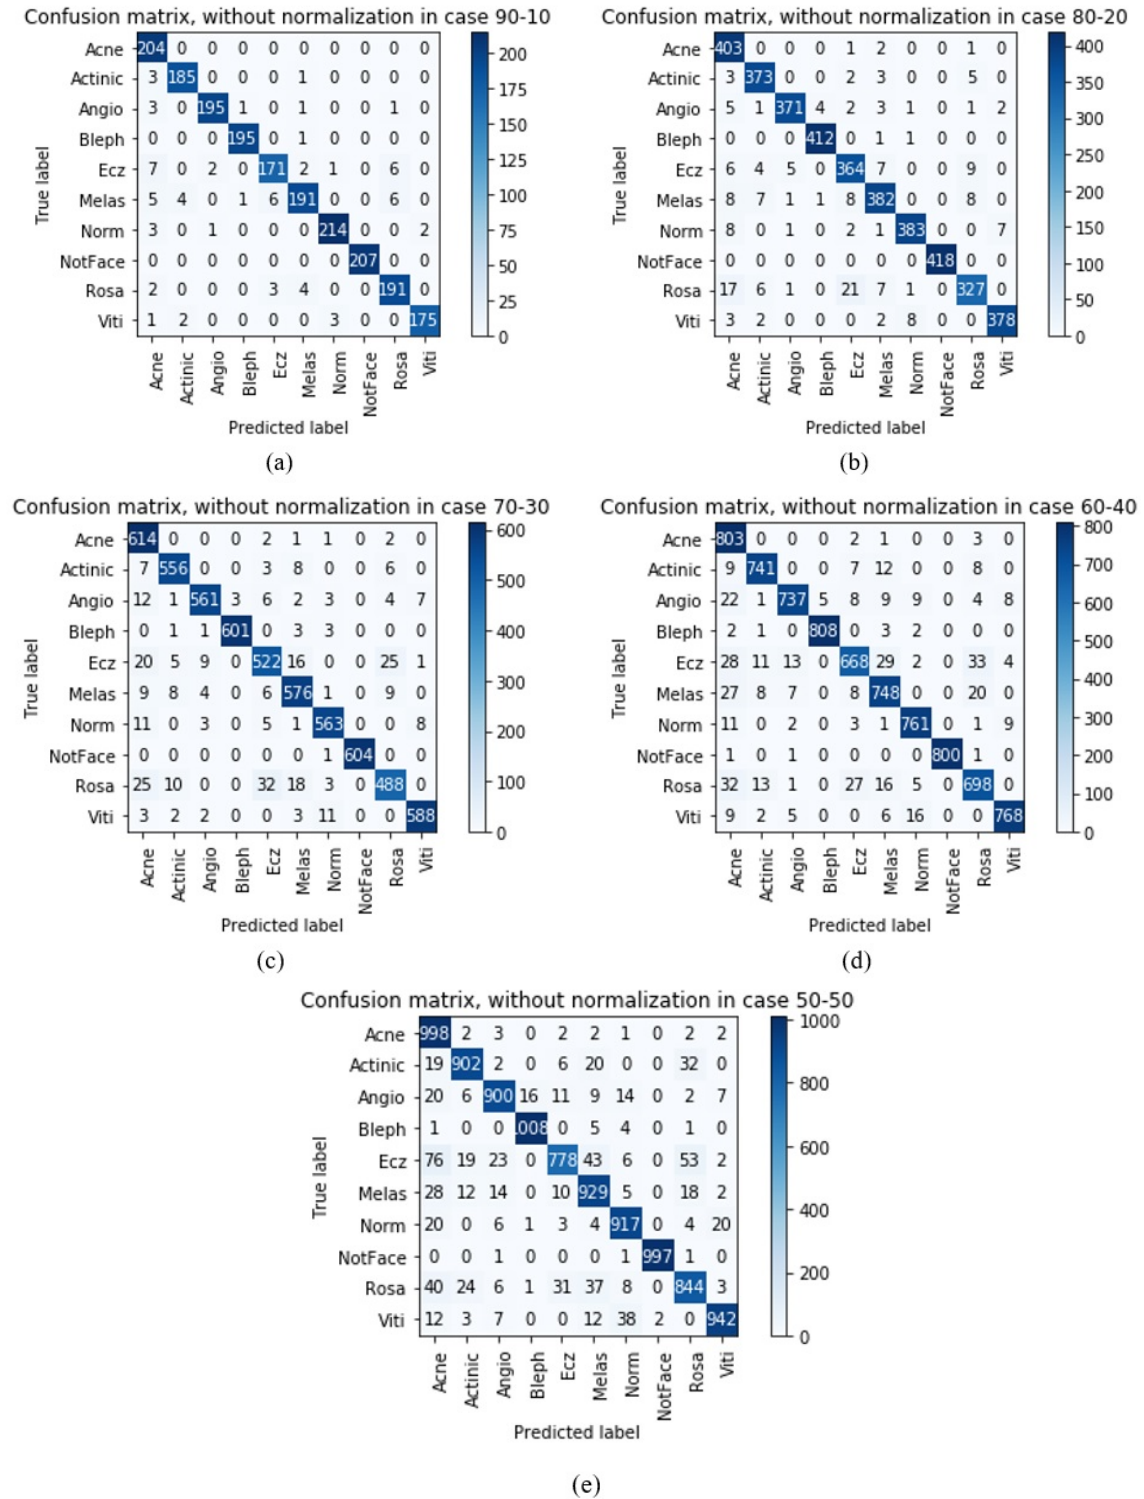 Confusion matrix, without normalization in case 90-10
Acne 204 0 0 0 0 0 0 0 0 0
Actinic 3 185 0 0 0 1 0 0 0 0
Angio 3 0 195 1 0 1 0 0 1 0
Bleph 0 0 0 195 0 1 0 0 0 0
Ecz 7 0 2 0 171 2 1 0 6 0
Melas 5 4 0 1 6 191 0 0 6 0
Norm 3 0 1 0 0 0 214 0 0 2
NotFace 0 0 0 0 0 0 0 207 0 0
Rosa 2 0 0 0 3 4 0 0 191 0
Viti 1 2 0 0 0 0 3 0 0 175
Acne Actinic Angio Bleph Ecz Melas Norm NotFace Rosa Viti
True label
Predicted label
200
175
150
125
100
75
50
25
0
(a)
Confusion matrix, without normalization in case 80-20
Acne 403 0 0 0 1 2 0 0 1 0
Actinic 3 373 0 0 2 3 0 0 5 0
Angio 5 1 371 4 2 3 1 0 1 2
Bleph 0 0 0 412 0 1 1 0 0 0
Ecz 6 4 5 0 364 7 0 0 9 0
Melas 8 7 1 1 8 382 0 0 8 0
Norm 8 0 1 0 2 1 383 0 0 7
NotFace 0 0 0 0 0 0 0 418 0 0
Rosa 17 6 1 0 21 7 1 0 327 0
Viti 3 2 0 0 0 2 8 0 0 378
Acne Actinic Angio Bleph Ecz Melas Norm NotFace Rosa Viti
True label
Predicted label
400
350
300
250
200
150
100
50
0
(b)
Confusion matrix, without normalization in case 70-30
Acne 614 0 0 0 2 1 1 0 2 0
Actinic 7 556 0 0 3 8 0 0 6 0
Angio 12 1 561 3 6 2 3 0 4 7
Bleph 0 1 1 601 0 3 3 0 0 0
Ecz 20 5 9 0 522 16 0 0 25 1
Melas 9 8 4 0 6 576 1 0 9 0
Norm 11 0 3 0 5 1 563 0 0 8
NotFace 0 0 0 0 0 0 1 604 0 0
Rosa 25 10 0 0 32 18 3 0 488 0
Viti 3 2 2 0 0 3 11 0 0 588
Acne Actinic Angio Bleph Ecz Melas Norm NotFace Rosa Viti
True label
Predicted label
600
500
400
300
200
100
0
(c)
Confusion matrix, without normalization in case 60-40
Acne 803 0 0 0 2 1 0 0 3 0
Actinic 9 741 0 0 7 12 0 0 8 0
Angio 22 1 737 5 8 9 9 0 4 8
Bleph 2 1 0 808 0 3 2 0 0 0
Ecz 28 11 13 0 668 29 2 0 33 4
Melas 27 8 7 0 8 748 0 0 20 0
Norm 11 0 2 0 3 1 761 0 1 9
NotFace 1 0 1 0 0 0 0 800 1 0
Rosa 32 13 1 0 27 16 5 0 698 0
Viti 9 2 5 0 0 6 16 0 0 768
Acne Actinic Angio Bleph Ecz Melas Norm NotFace Rosa Viti
True label
Predicted label
800
700
600
500
400
300
200
100
0
(d)
Confusion matrix, without normalization in case 50-50
Acne 998 2 3 0 2 2 1 0 2 2
Actinic 19 902 2 0 6 20 0 0 32 0
Angio 20 6 900 16 11 9 14 0 2 7
Bleph 1 0 0 1008 0 5 4 0 1 0
Ecz 76 19 23 0 778 43 6 0 53 2
Melas 28 12 14 0 10 929 5 0 18 2
Norm 20 0 6 1 3 4 917 0 4 20
NotFace 0 0 1 0 0 0 1 997 1 0
Rosa 40 24 6 1 31 37 8 0 844 3
Viti 12 3 7 0 0 12 38 2 0 942
Acne Actinic Angio Bleph Ecz Melas Norm NotFace Rosa Viti
True label
Predicted label
1000
800
600
400
200
0
(e)